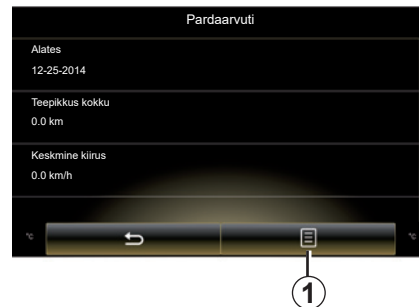 Pardaarvuti
Alates
12-25-2014
Teepikkus kokku
0.0 km
Keskmine kiirus
0.0 km/h
°C
°C
1